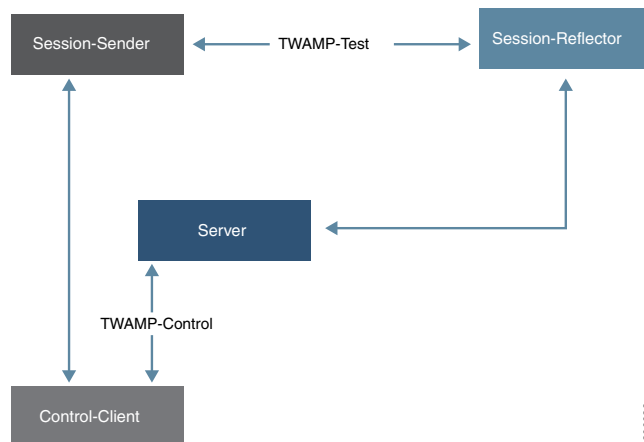 Session-Sender
TWAMP-Test
Session-Reflector
Server
TWAMP-Control
Control-Client